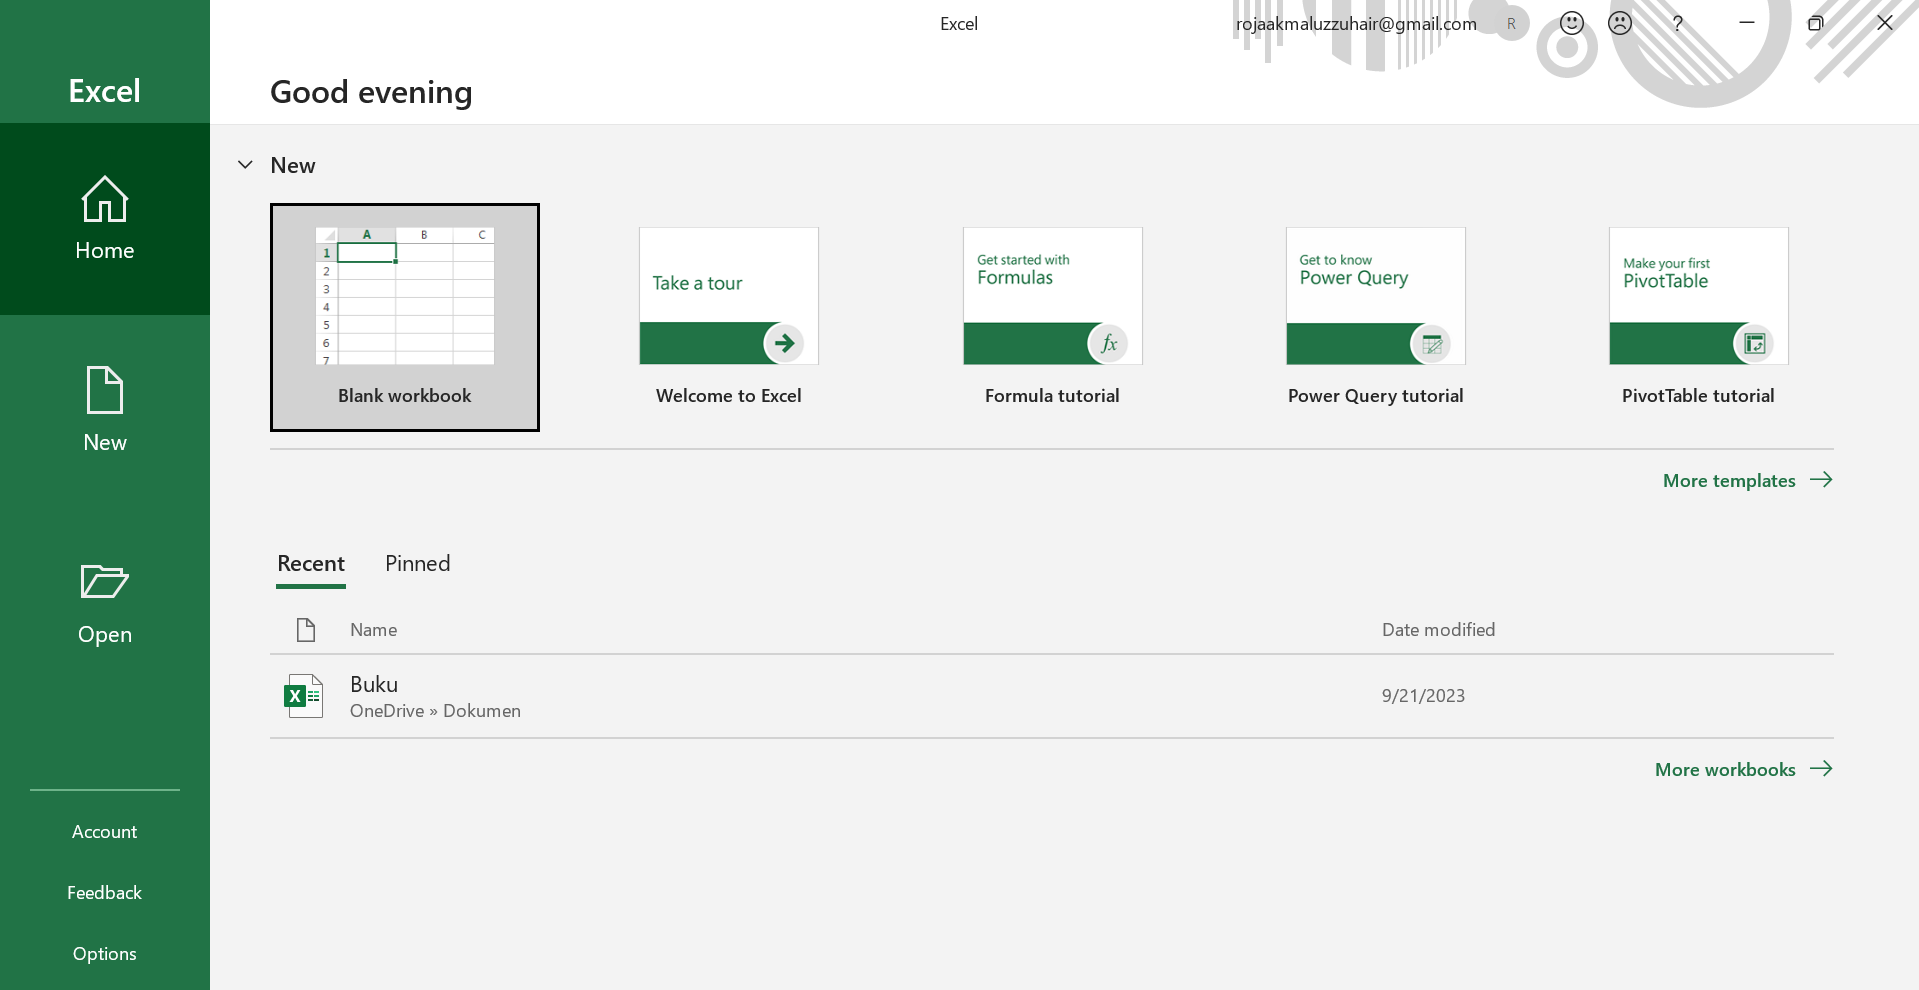 Excel
rojaakmaluzzuhair@gmail.com
R
?
Excel
Good evening
Home
New
Open
Account
Feedback
Options
New
A B C
1
2
3
4
5
6
7
Blank workbook
Take a tour
Welcome to Excel
Get started with
Formulas
fx
Formula tutorial
Get to know
Power Query
Power Query tutorial
Make your first
PivotTable
PivotTable tutorial
More templates
Recent Pinned
Name Date modified
X
Buku
OneDrive » Dokumen
9/21/2023
More workbooks